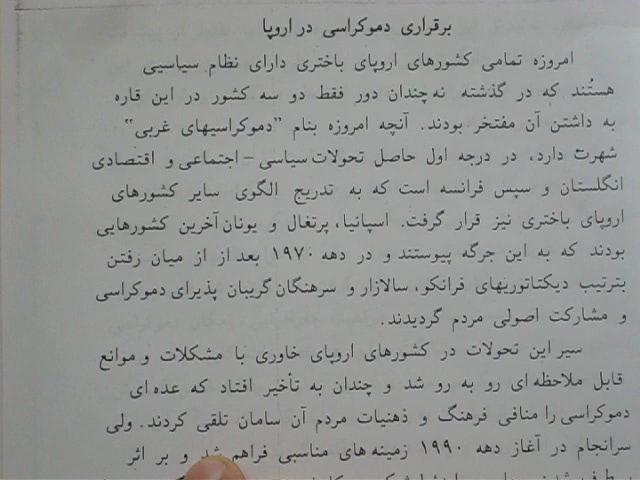 برقراری دموکراسی در اروپا
امروزه تمامی کشورهای اروپای باختری دارای نظام سیاسیی
هستُند که در گذشته نه چندان دور فقط دو سه کشور در این قاره
به داشتن آن مفتخر بودند. آنچه امروزه بنام "دموکراسیهای غربی"
شهرت دارد، در درجه اول حاصل تحولات سیاسی - اجتماعی و اقتصادی
انگلستان و سپس فرانسه است که به تدریج الگوی سایر کشورهای
اروپای باختری نیز قرار گرفت. اسپانیا، پرتغال و یونان آخرین کشورهایی
بودند که به این جرگه پیوستند و در دهه ۱۹۷۰ بعد از از میان رفتن
بترتیب دیکتاتوریهای فرانکو، سالازار و سرهنگان گریبان پذیرای دموکراسی
و مشارکت اصولی مردم گردیدند.
سیر این تحولات در کشورهای اروپای خاوری با مشکلات و موانع
قابل ملاحظه ای رو به رو شد و چندان به تأخیر افتاد که عده ای
دموکراسی را منافی فرهنگ و ذهنیات مردم آن سامان تلقی کردند. ولی
سرانجام در آغاز دهه ۱۹۹۰ زمینه های مناسبی فراهم شد و بر اثر